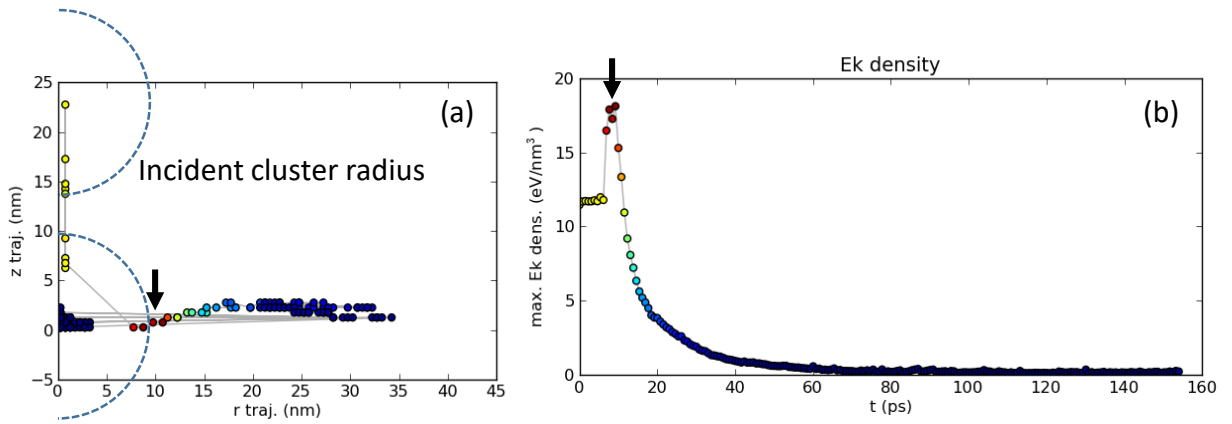 25
20
15
10
5
0
−5
z traj. (nm)
(a)
Incident cluster radius
0 5 10 15 20 25 30 35 40 45
r traj. (nm)
Ek density
20
15
10
5
0
max. Ek dens. (eV/nm³ )
(b)
0 20 40 60 80 100 120 140 160
t (ps)